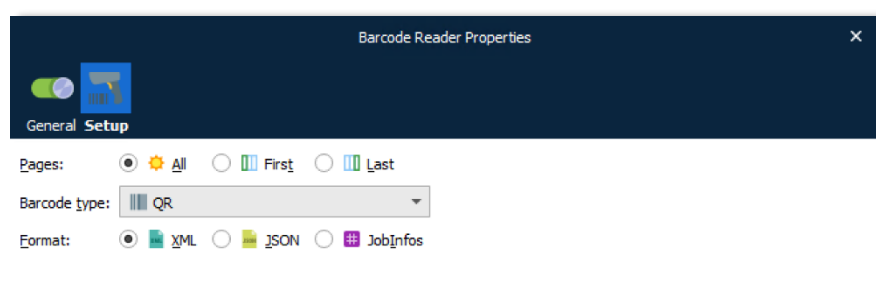 Barcode Reader Properties
General Setup
Pages: All First Last
Barcode type: QR
Format: XML JSON JobInfos